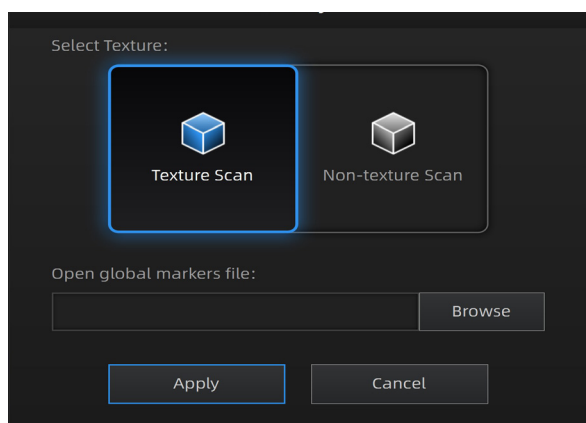 Select Texture:
Texture Scan
Non-texture Scan
Open global markers file:
Browse
Apply
Cancel